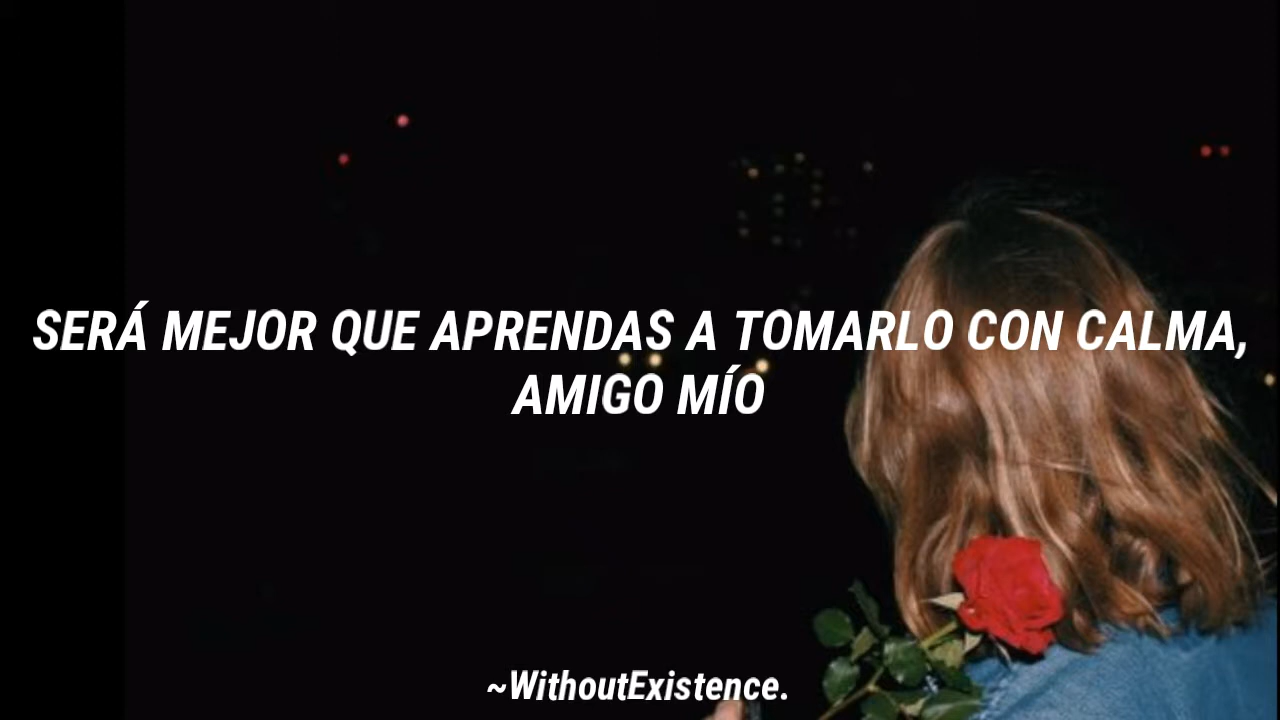 SERÁ MEJOR QUE APRENDAS A TOMARLO CON CALMA,
AMIGO MÍO
~WithoutExistence.